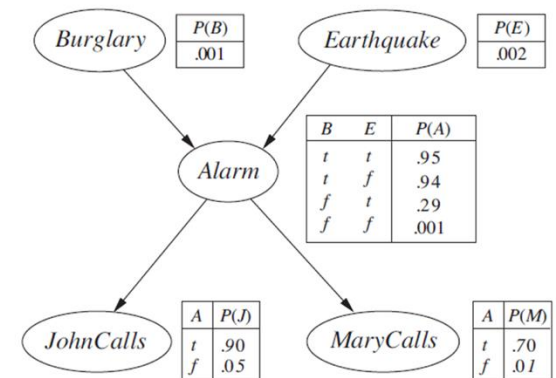 Burglary
P(B)
.001
Earthquake
P(E)
.002
Alarm
B E P(A)
t t .95
t f .94
f t .29
f f .001
JohnCalls
A P(J)
t .90
f .05
MaryCalls
A P(M)
t .70
f .01